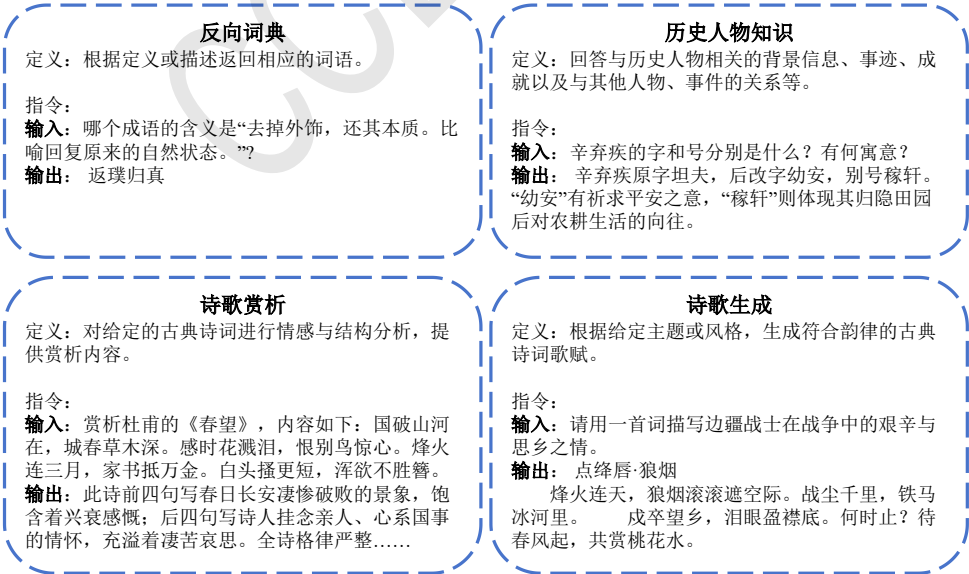 反向词典
定义：根据定义或描述返回相应的词语。
指令：
输入：哪个成语的含义是“去掉外饰，还其本质。比
喻回复原来的自然状态。”?
输出： 返璞归真
历史人物知识
定义：回答与历史人物相关的背景信息、事迹、成
就以及与其他人物、事件的关系等。
指令：
输入：辛弃疾的字和号分别是什么？有何寓意？
输出： 辛弃疾原字坦夫，后改字幼安，别号稼轩。
“幼安”有祈求平安之意，“稼轩”则体现其归隐田园
后对农耕生活的向往。
诗歌赏析
定义：对给定的古典诗词进行情感与结构分析，提
供赏析内容。
指令：
输入：赏析杜甫的《春望》，内容如下：国破山河
在，城春草木深。感时花溅泪，恨别鸟惊心。烽火
连三月，家书抵万金。白头搔更短，浑欲不胜簪。
输出：此诗前四句写春日长安凄惨破败的景象，饱
含着兴衰感慨；后四句写诗人挂念亲人、心系国事
的情怀，充溢着凄苦哀思。全诗格律严整……
诗歌生成
定义：根据给定主题或风格，生成符合韵律的古典
诗词歌赋。
指令：
输入：请用一首词描写边疆战士在战争中的艰辛与
思乡之情。
输出： 点绛唇·狼烟
烽火连天，狼烟滚滚遮空际。战尘千里，铁马
冰河里。 戍卒望乡，泪眼盈襟底。何时止？待
春风起，共赏桃花水。